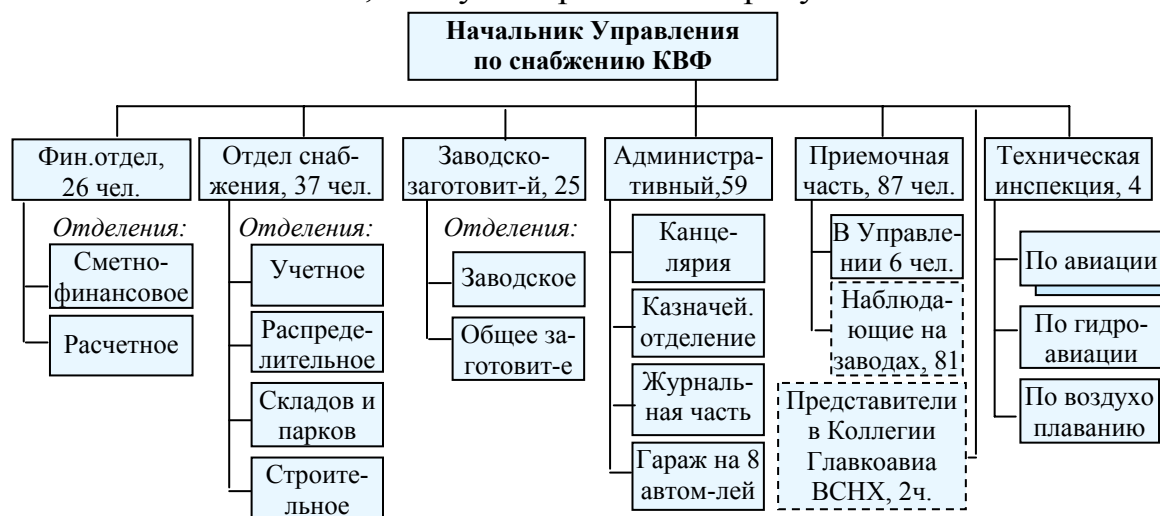 Начальник Управления
по снабжению КВФ
Фин.отдел,
26 чел.
Отделения:
Сметно-
финансовое
Расчетное
Отдел снаб-
жения, 37 чел.
Отделения:
Учетное
Распреде-
лительное
Складов и
парков
Строите-
льное
Заводско-
заготовит-й, 25
Отделения:
Заводское
Общее за-
готовит-е
Администра-
тивный,59
Канце-
лярия
Казначей.
отделение
Журналь-
ная часть
Гараж на 8
автом-лей
Приемочная
часть, 87 чел.
В Управле-
нии 6 чел.
Наблюда-
ющие на
заводах, 81
Представители
в Коллегии
Главкоавиа
ВСНХ, 2ч.
Техническая
инспекция, 4
По авиации
По гидро-
авиации
По воздухо
плаванию